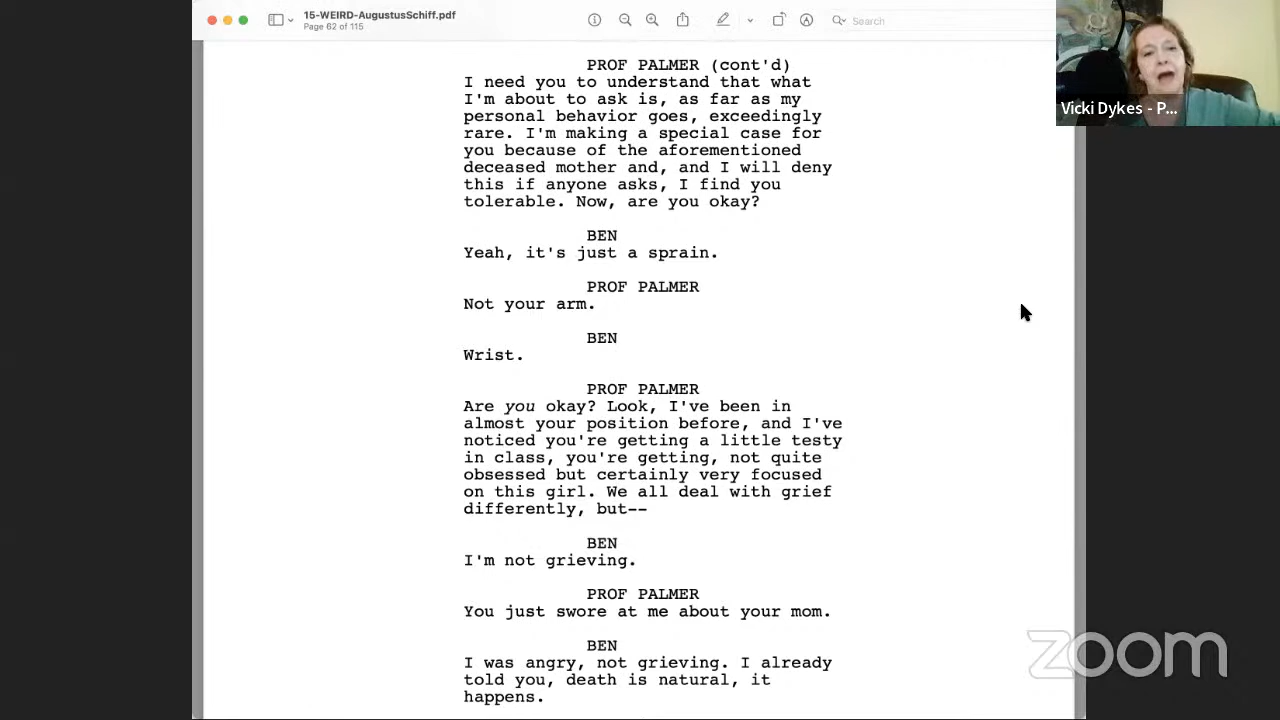 15-WEIRD-AugustusSchiff.pdf
Page 62 of 115
Search
Vicki Dykes - P...
PROF PALMER (cont'd)
I need you to understand that what
I'm about to ask is, as far as my
personal behavior goes, exceedingly
rare. I'm making a special case for
you because of the aforementioned
deceased mother and, and I will deny
this if anyone asks, I find you
tolerable. Now, are you okay?
BEN
Yeah, it's just a sprain.
PROF PALMER
Not your arm.
BEN
Wrist.
PROF PALMER
Are you okay? Look, I've been in
almost your position before, and I've
noticed you're getting a little testy
in class, you're getting, not quite
obsessed but certainly very focused
on this girl. We all deal with grief
differently, but--
BEN
I'm not grieving.
PROF PALMER
You just swore at me about your mom.
BEN
I was angry, not grieving. I already
told you, death is natural, it
happens.
zoom